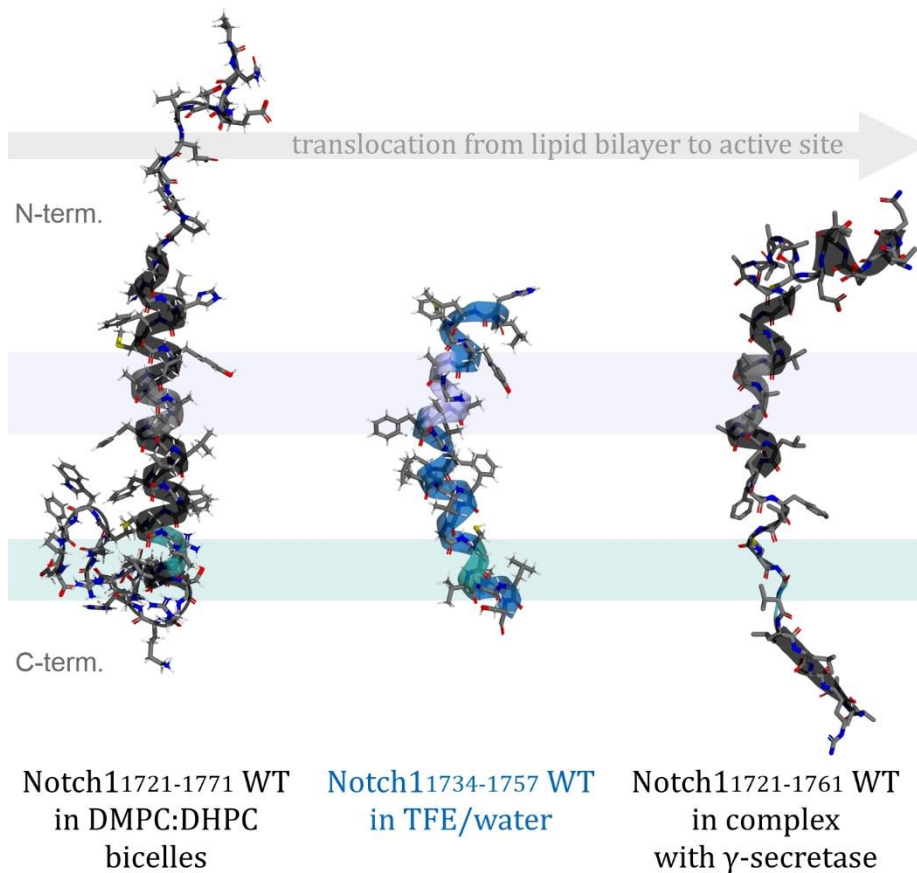 translocation from lipid bilayer to active site
N-term.
C-term.
Notch11721-1771 WT
in DMPC:DHPC
bicelles
Notch11734-1757 WT
in TFE/water
Notch11721-1761 WT
in complex
with γ-secretase